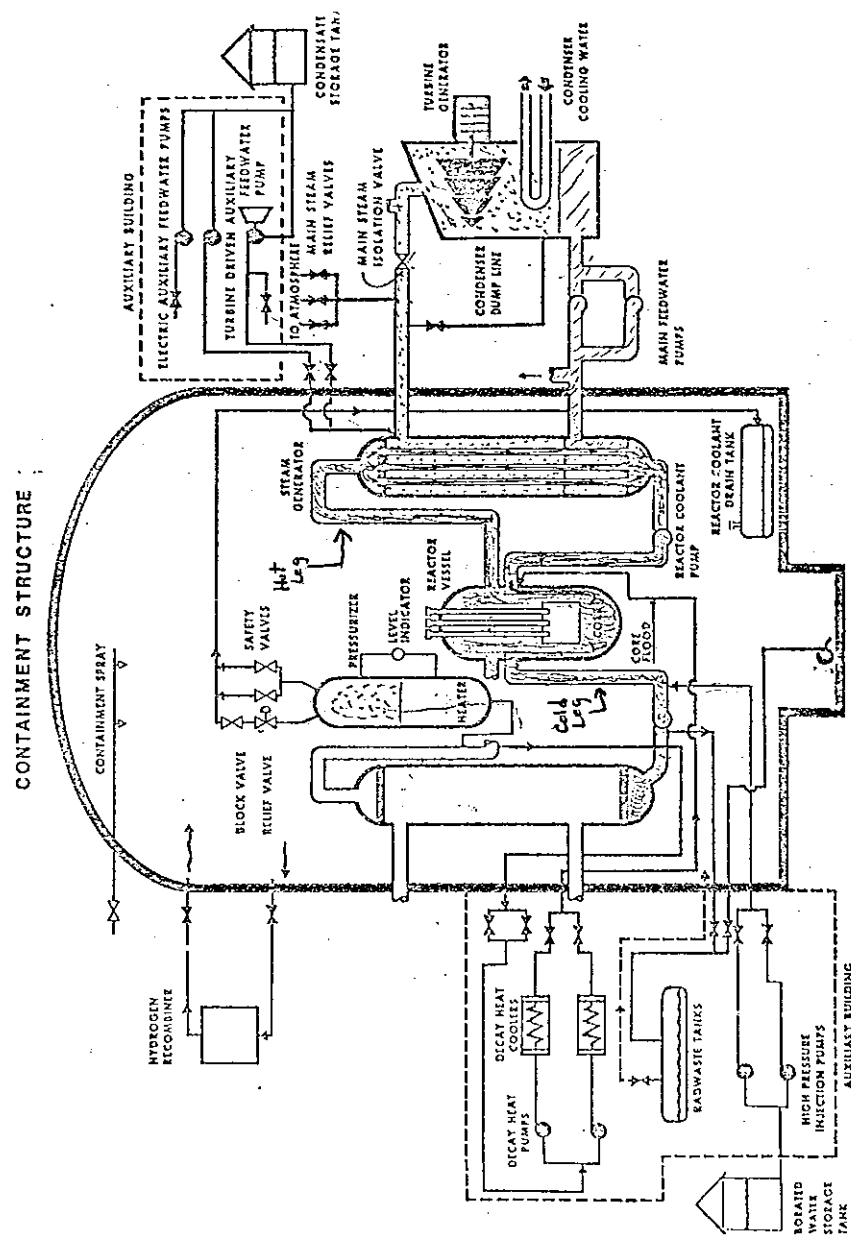 CONTAINMENT STRUCTURE
CONTAINMENT SPRAY
HYDROGEN
RECOMBINER
BLOCK VALVE
RELIEF VALVE
SAFETY
VALVES
PRESSURIZER
LEVEL
INDICATOR
HEATER
Hot
Leg
STEAM
GENERATOR
REACTOR
VESSEL
CORE
CORE
FLOOD
Cold
Leg
REACTOR COOLANT
PUMP
REACTOR COOLANT
DRAIN TANK
AUXILIARY BUILDING
ELECTRIC AUXILIARY FEEDWATER PUMPS
TURBINE DRIVEN AUXILIARY
FEEDWATER
PUMP
TO ATMOSPHERE
MAIN STEAM
RELIEF VALVES
CONDENSATE
STORAGE TANK
MAIN STEAM
ISOLATION VALVE
CONDENSER
DUMP LINE
TURBINE
GENERATOR
CONDENSER
COOLING WATER
MAIN FEEDWATER
PUMPS
DECAY HEAT
COOLERS
DECAY HEAT
PUMPS
RADWASTE TANKS
HIGH PRESSURE
INJECTION PUMPS
AUXILIARY BUILDING
BORATED
WATER
STORAGE
TANK